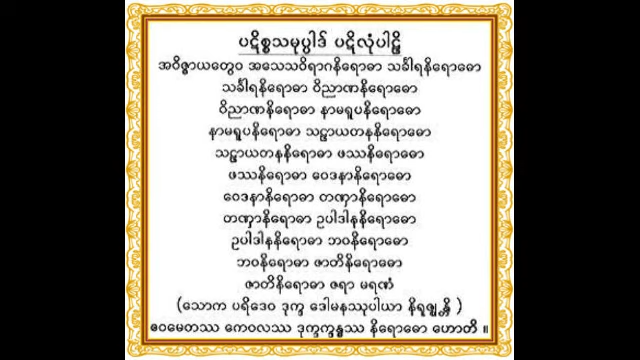 ပဋိစ္စသမုပ္ပါဒ် ပဋိလုံပါဠိ
အဝိဇ္ဇာယတွေဝ အသေသဝိရာဂနိရောဓာ သင်္ခါရနိရောဓော
သင်္ခါရနိရောဓာ ဝိညာဏနိရောဓော
ဝိညာဏနိရောဓာ နာမရူပနိရောဓော
နာမရူပနိရောဓာ သဠာယတနနိရောဓော
သဠာယတနနိရောဓာ ဖဿနိရောဓော
ဖဿနိရောဓာ ဝေဒနာနိရောဓော
ဝေဒနာနိရောဓာ တဏှာနိရောဓော
တဏှာနိရောဓာ ဥပါဒါနနိရောဓော
ဥပါဒါနနိရောဓာ ဘဝနိရောဓော
ဘဝနိရောဓာ ဇာတိနိရောဓော
ဇာတိနိရောဓာ ဇရာ မရဏံ
(သောက ပရိဒေဝ ဒုက္ခ ဒေါမနဿုပါယာ နိရုဇ္ဈန္တိ )
ဧဝမေတဿ ကေဝလဿ ဒုက္ခက္ခန္ဓဿ နိရောဓော ဟောတိ ။